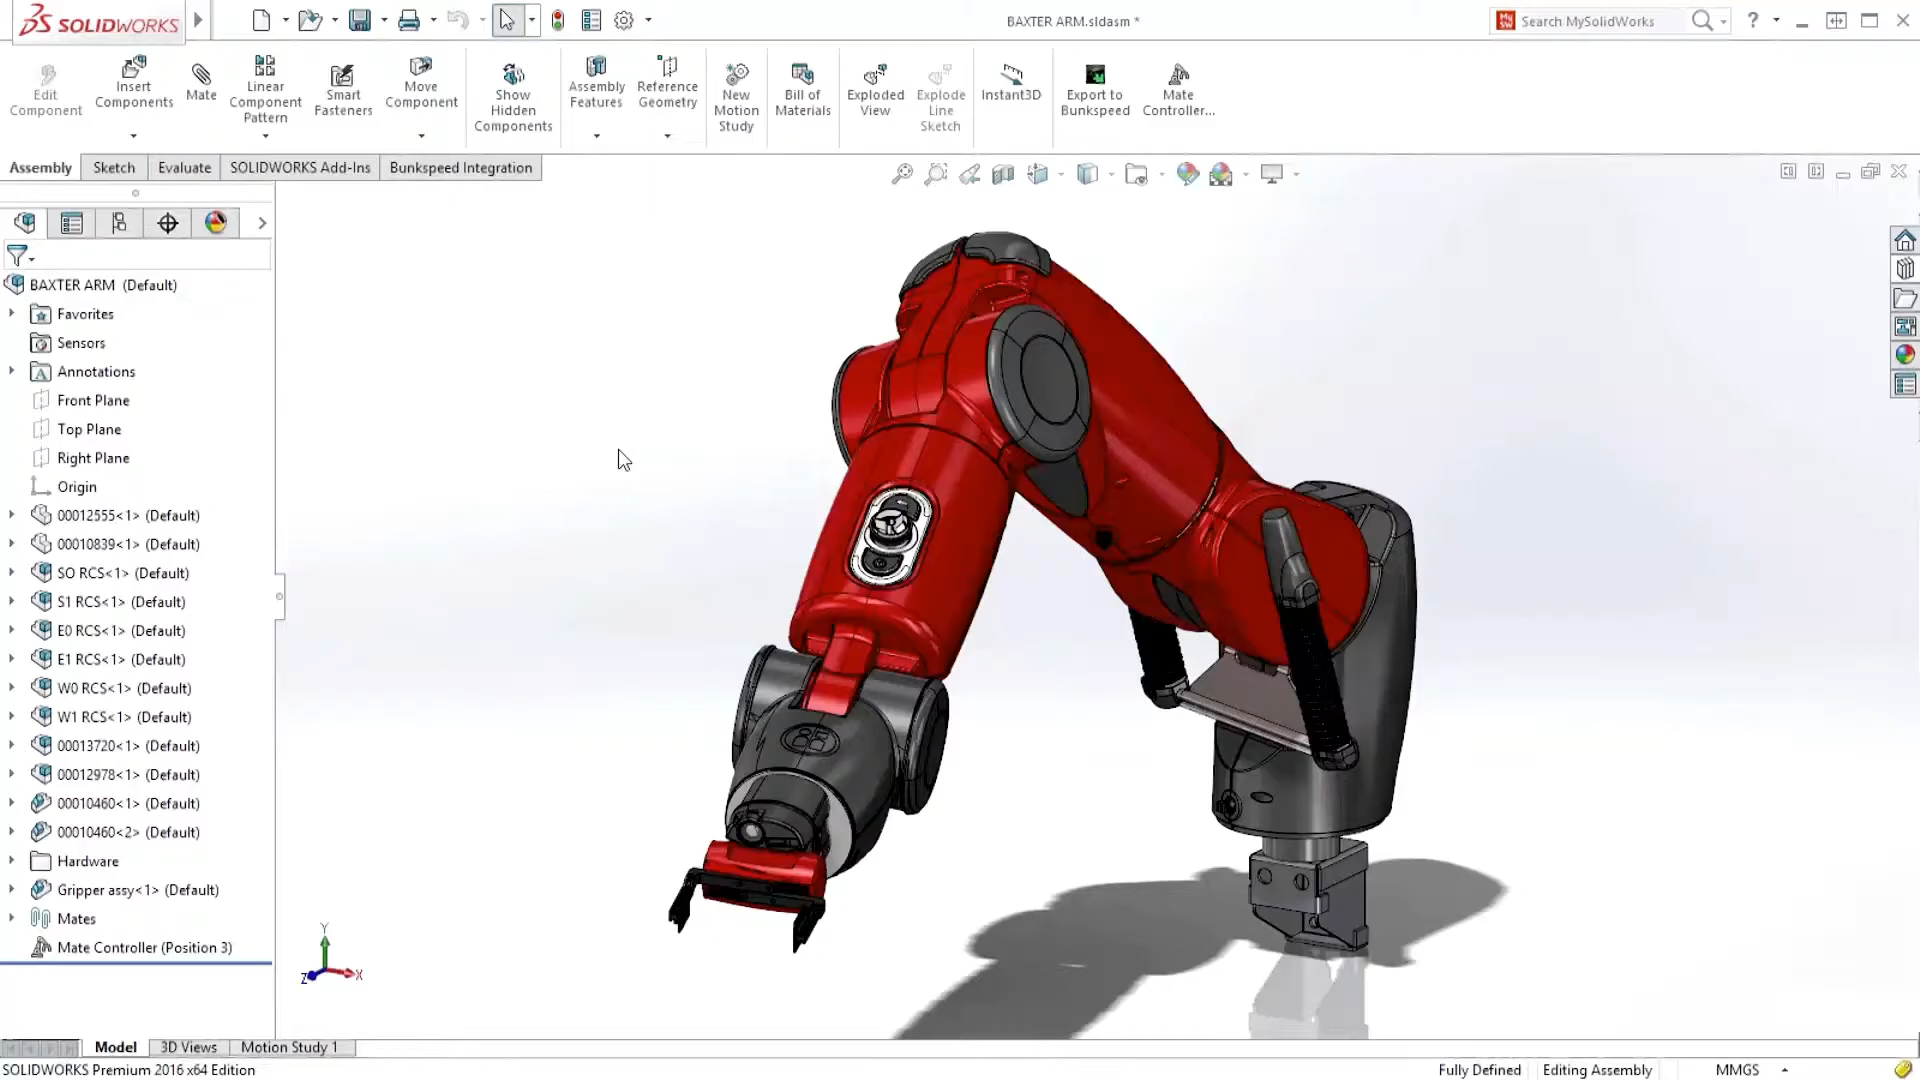 SOLIDWORKS
BAXTER ARM.sldasm *
Search MySolidWorks
?
Edit Component
Insert Components
Mate
Linear Component Pattern
Smart Fasteners
Move Component
Show Hidden Components
Assembly Features
Reference Geometry
New Motion Study
Bill of Materials
Exploded View
Explode Line Sketch
Instant3D
Export to Bunkspeed
Mate Controller...
Assembly
Sketch
Evaluate
SOLIDWORKS Add-Ins
Bunkspeed Integration
BAXTER ARM (Default)
Favorites
Sensors
Annotations
Front Plane
Top Plane
Right Plane
Origin
00012555<1> (Default)
00010839<1> (Default)
SO RCS<1> (Default)
S1 RCS<1> (Default)
E0 RCS<1> (Default)
E1 RCS<1> (Default)
W0 RCS<1> (Default)
W1 RCS<1> (Default)
00013720<1> (Default)
00012978<1> (Default)
00010460<1> (Default)
00010460<2> (Default)
Hardware
Gripper assy<1> (Default)
Mates
Mate Controller (Position 3)
Y
Z
X
Model
3D Views
Motion Study 1
SOLIDWORKS Premium 2016 x64 Edition
Fully Defined
Editing Assembly
MMGS